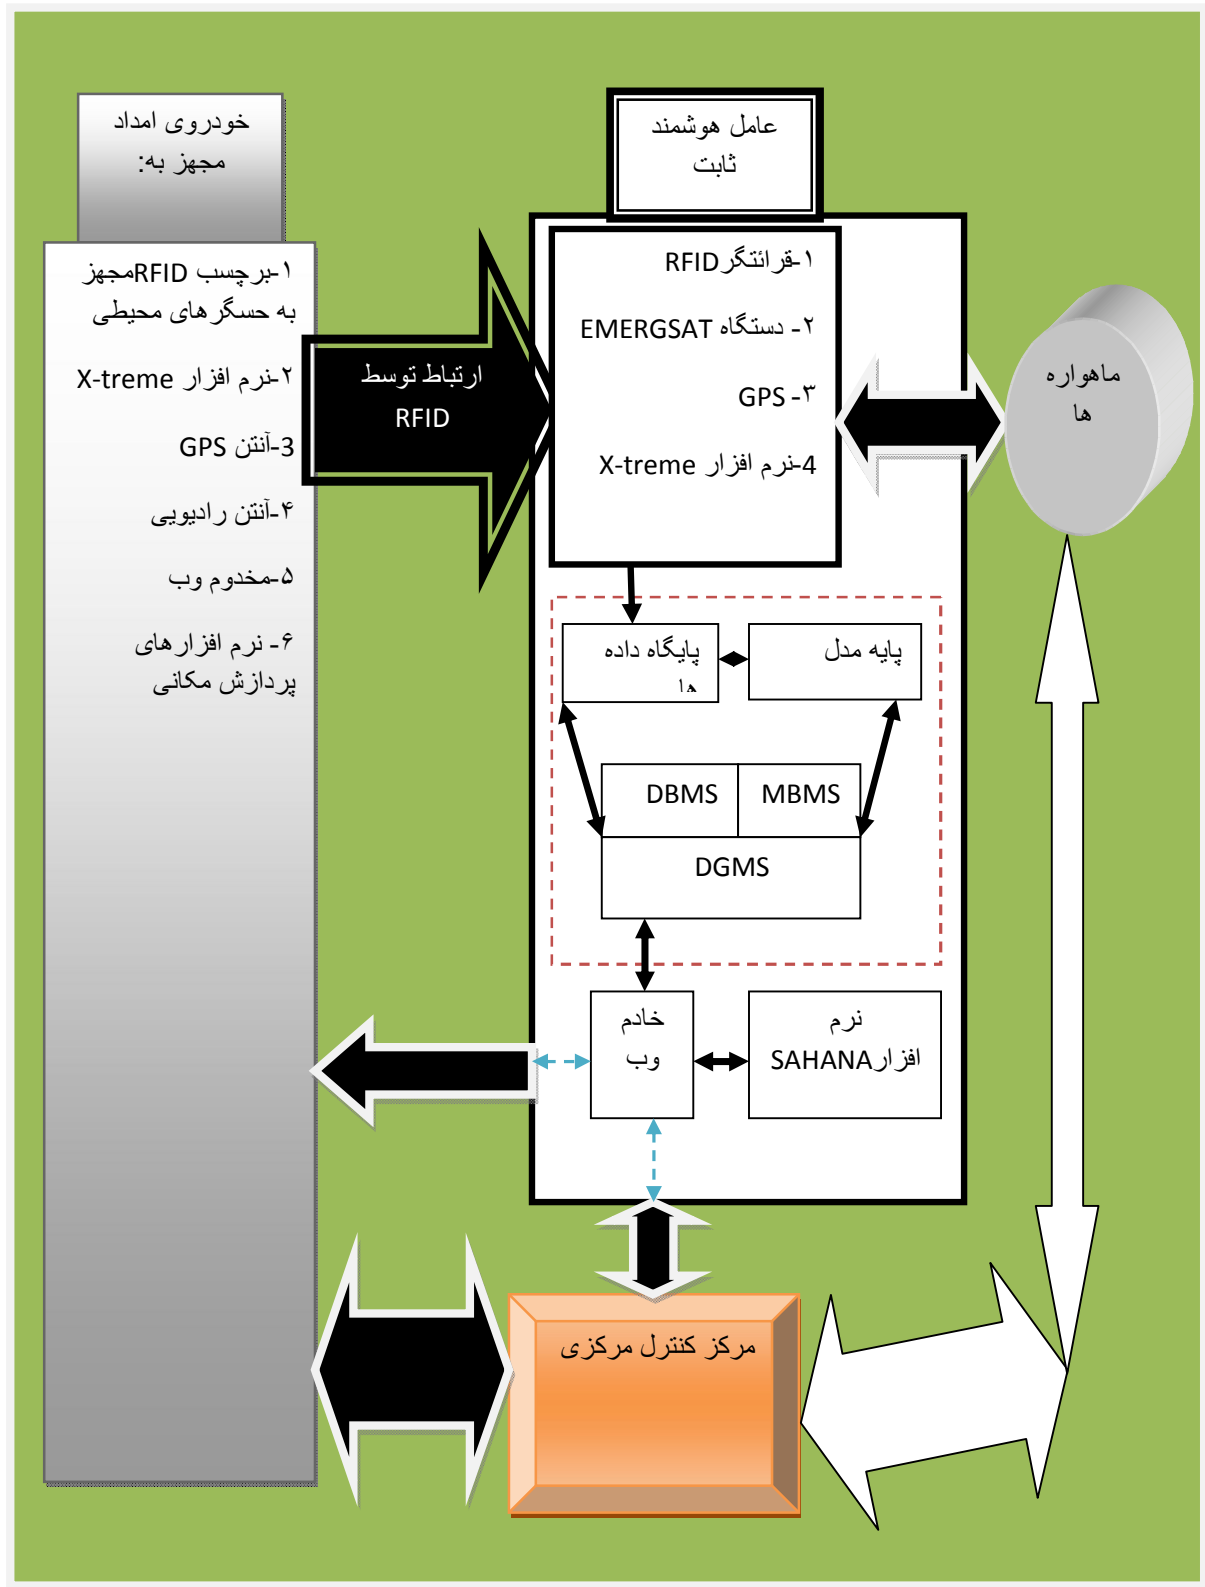 خودروی امداد
مجهز به:
۱-برچسب RFIDمجهز
به حسگرهای محیطی
۲-نرم افزار X-treme
3-آنتن GPS
۴-آنتن رادیویی
۵-مخدوم وب
۶- نرم افزارهای
پردازش مکانی
ارتباط توسط
RFID
عامل هوشمند
ثابت
۱-قرائتگرRFID
۲- دستگاه EMERGSAT
۳- GPS
4-نرم افزار X-treme
ماهواره
ها
پایگاه داده
ها
پایه مدل
DBMS
MBMS
DGMS
خادم
وب
نرم
افزارSAHANA
مرکز کنترل مرکزی